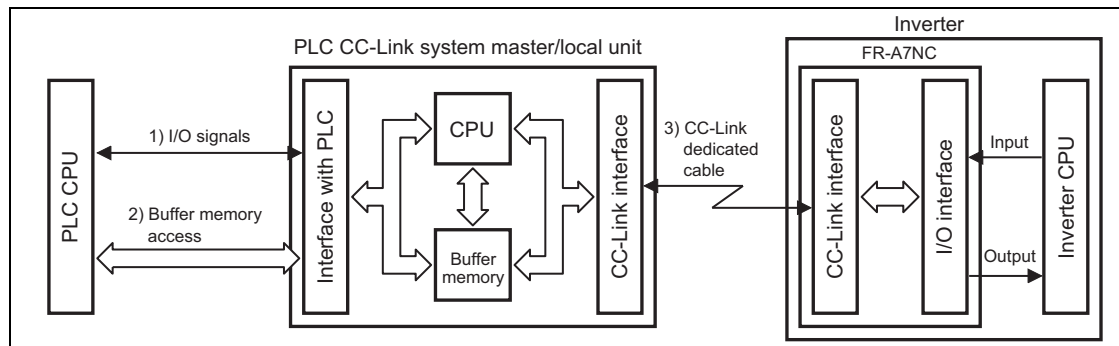 Inverter
PLC CC-Link system master/local unit
FR-A7NC
PLC CPU
1) I/O signals
2) Buffer memory
access
Interface with PLC
CPU
Buffer
memory
CC-Link interface
3) CC-Link
dedicated
cable
CC-Link interface
I/O interface
Input
Output
Inverter CPU